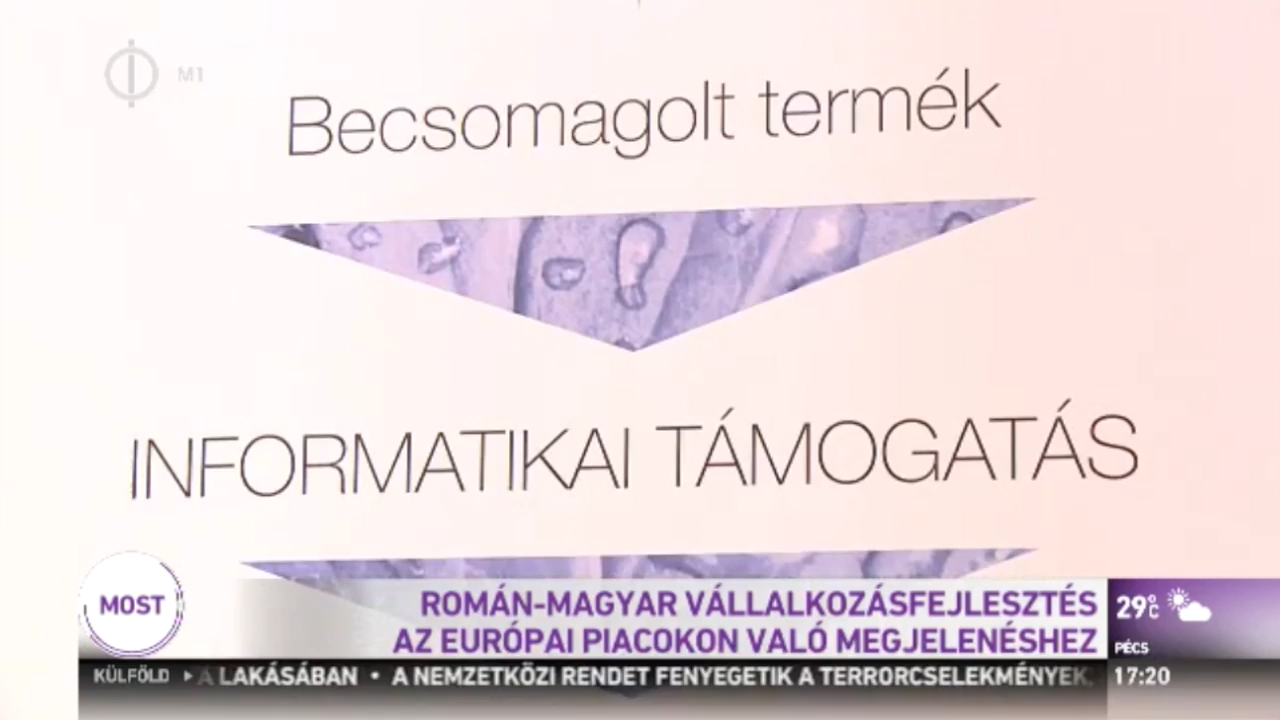 M1
Becsomagolt termék
INFORMATIKAI TÁMOGATÁS
MOST
ROMÁN-MAGYAR VÁLLALKOZÁSFEJLESZTÉS
AZ EURÓPAI PIACOKON VALÓ MEGJELENÉSHEZ
29°C
PÉCS
KÜLFÖLD A LAKÁSÁBAN • A NEMZETKÖZI RENDET FENYEGETIK A TERRORCSELEKMÉNYEK,
17:20